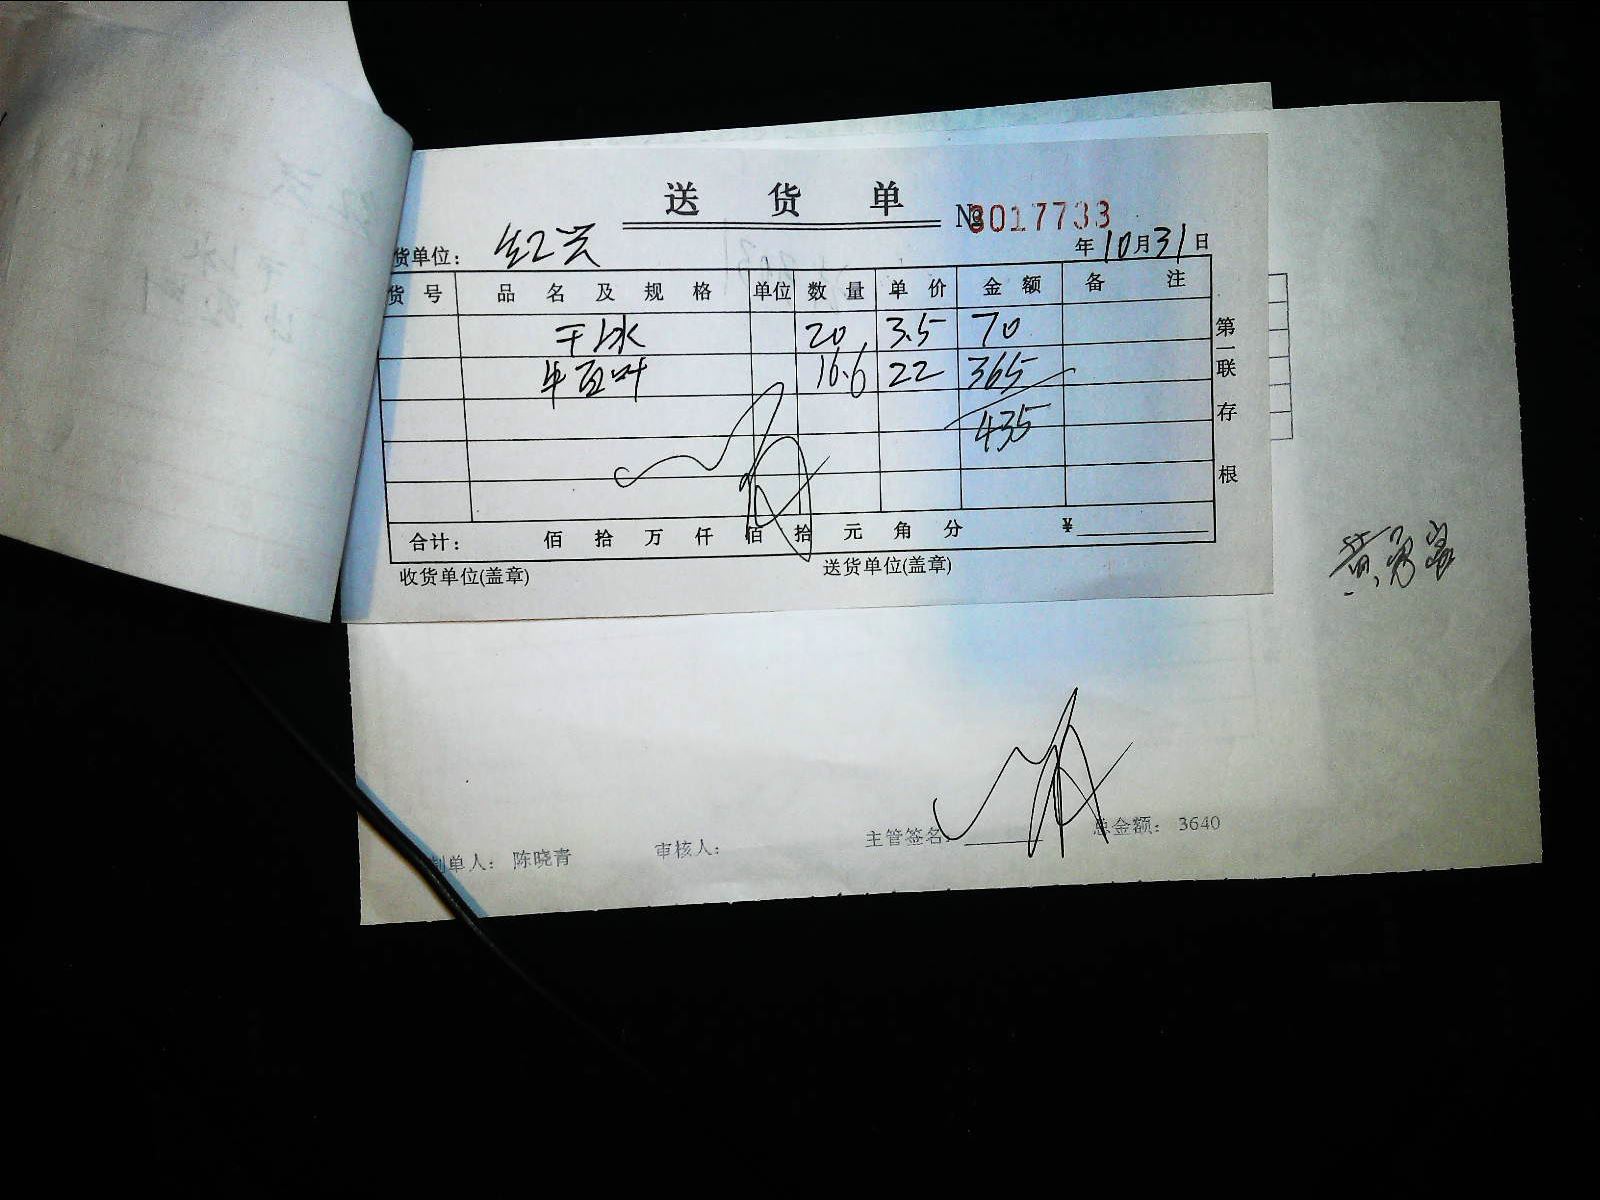 送 货 单
№ 3017733
货单位： 红兴
年10月31日
货 号 品 名 及 规 格 单位 数 量 单 价 金 额 备 注
干冰 20 3.5 70
牛百叶 16.6 22 365
435
合计： 佰 拾 万 仟 佰 拾 元 角 分 ¥
收货单位(盖章) 送货单位(盖章)
第一联存根
制单人： 陈晓青 审核人： 主管签名： 总金额： 3640